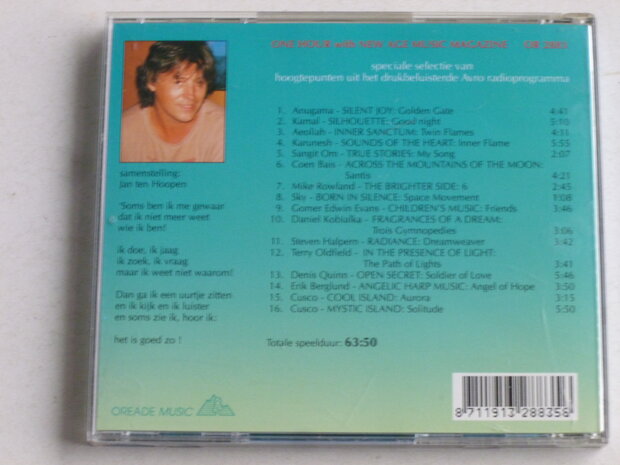 ONE HOUR with NEW AGE MUSIC MAGAZINE
speciale selectie van
hoogtepunten uit het drukbeluisterde Avro radioprogramma
1. Anugama - SILENT JOY: Golden Gate 4:41
2. Kamal - SILHOUETTE: Good night 5:10
3. Aeoliah - INNER SANCTUM: Twin Flames 4:31
4. Karunesh - SOUNDS OF THE HEART: Inner Flame 5:55
5. Sangit Om - TRUE STORIES: My Song 2:07
6. Coen Bais - ACROSS THE MOUNTAINS OF THE MOON:
Santis 4:21
7. Mike Rowland - THE BRIGHTER SIDE: 6 2:45
8. Sky - BORN IN SILENCE: Space Movement 1:08
9. Gomer Edwin Evans - CHILDREN'S MUSIC: Friends 3:46
10. Daniel Kobialka - FRAGRANCES OF A DREAM:
Trois Gymnopedies 3:06
11. Steven Halpern - RADIANCE: Dreamweaver 3:42
12. Terry Oldfield - IN THE PRESENCE OF LIGHT:
The Path of Lights 3:41
13. Denis Quinn - OPEN SECRET: Soldier of Love 5:46
14. Erik Berglund - ANGELIC HARP MUSIC: Angel of Hope 3:50
15. Cusco - COOL ISLAND: Aurora 3:15
16. Cusco - MYSTIC ISLAND: Solitude 5:50
Totale speelduur: 63:50
samenstelling:
Jan ten Hoopen
'Soms ben ik me gewaar
dat ik niet meer weet
wie ik ben!
ik doe, ik jaag
ik zoek, ik vraag
maar ik weet niet waarom!
Dan ga ik een uurtje zitten
en ik kijk en ik luister
en soms zie ik, hoor ik:
het is goed zo !
OREADE MUSIC
8 711913 288358